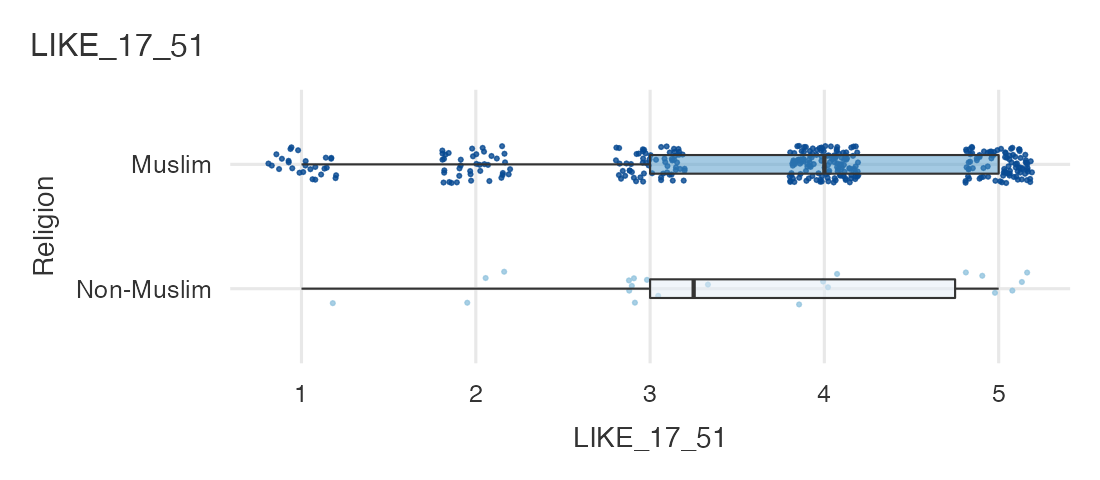 LIKE_17_51
Religion
Muslim
Non-Muslim
1 2 3 4 5
LIKE_17_51